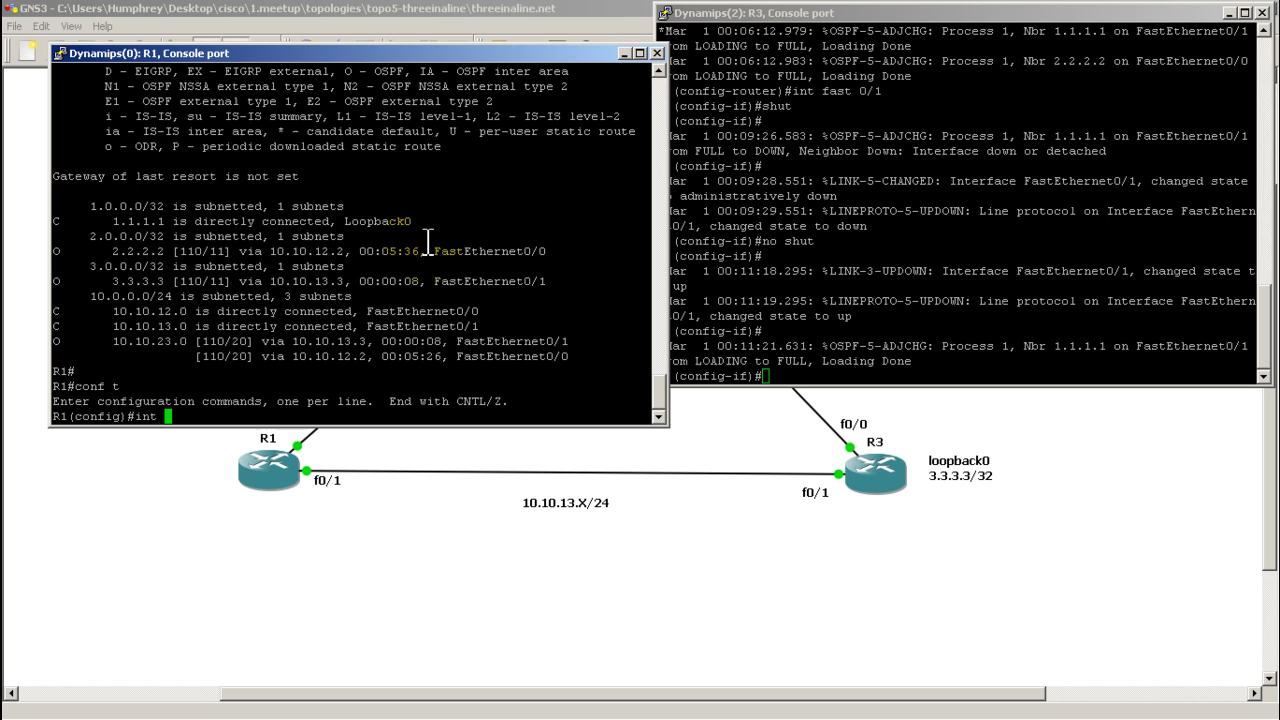 GNS3 - C:\Users\Humphrey\Desktop\cisco\1.meetup\topologies\topo5-threeinaline\threeinaline.net
File Edit View
Dynamips(0): R1, Console port
D - EIGRP, EX - EIGRP external, O - OSPF, IA - OSPF inter area
N1 - OSPF NSSA external type 1, N2 - OSPF NSSA external type 2
E1 - OSPF external type 1, E2 - OSPF external type 2
i - IS-IS, su - IS-IS summary, L1 - IS-IS level-1, L2 - IS-IS level-2
ia - IS-IS inter area, * - candidate default, U - per-user static route
o - ODR, P - periodic downloaded static route
Gateway of last resort is not set
1.0.0.0/32 is subnetted, 1 subnets
C 1.1.1.1 is directly connected, Loopback0
2.0.0.0/32 is subnetted, 1 subnets
O 2.2.2.2 [110/11] via 10.10.12.2, 00:05:36, FastEthernet0/0
3.0.0.0/32 is subnetted, 1 subnets
O 3.3.3.3 [110/11] via 10.10.13.3, 00:00:08, FastEthernet0/1
10.0.0.0/24 is subnetted, 3 subnets
C 10.10.12.0 is directly connected, FastEthernet0/0
C 10.10.13.0 is directly connected, FastEthernet0/1
O 10.10.23.0 [110/20] via 10.10.13.3, 00:00:08, FastEthernet0/1
[110/20] via 10.10.12.2, 00:05:26, FastEthernet0/0
R1#
R1#conf t
Enter configuration commands, one per line. End with CNTL/Z.
R1(config)#int
Dynamips(2): R3, Console port
*Mar 1 00:06:12.979: %OSPF-5-ADJCHG: Process 1, Nbr 1.1.1.1 on FastEthernet0/1
rom LOADING to FULL, Loading Done
Mar 1 00:06:12.983: %OSPF-5-ADJCHG: Process 1, Nbr 2.2.2.2 on FastEthernet0/0
rom LOADING to FULL, Loading Done
(config-router)#int fast 0/1
(config-if)#shut
(config-if)#
Mar 1 00:09:26.583: %OSPF-5-ADJCHG: Process 1, Nbr 1.1.1.1 on FastEthernet0/1
rom FULL to DOWN, Neighbor Down: Interface down or detached
(config-if)#
Mar 1 00:09:28.551: %LINK-5-CHANGED: Interface FastEthernet0/1, changed state
administratively down
Mar 1 00:09:29.551: %LINEPROTO-5-UPDOWN: Line protocol on Interface FastEthern
0/1, changed state to down
(config-if)#no shut
(config-if)#
Mar 1 00:11:18.295: %LINK-3-UPDOWN: Interface FastEthernet0/1, changed state t
up
Mar 1 00:11:19.295: %LINEPROTO-5-UPDOWN: Line protocol on Interface FastEthern
0/1, changed state to up
(config-if)#
Mar 1 00:11:21.631: %OSPF-5-ADJCHG: Process 1, Nbr 1.1.1.1 on FastEthernet0/1
rom LOADING to FULL, Loading Done
(config-if)#
R1
f0/1
10.10.13.X/24
f0/0
R3
f0/1
loopback0
3.3.3.3/32